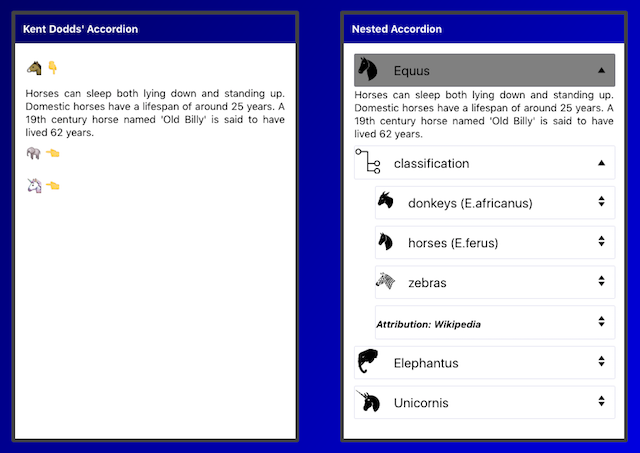 Kent Dodds' Accordion
Horses can sleep both lying down and standing up.
Domestic horses have a lifespan of around 25 years. A
19th century horse named 'Old Billy' is said to have
lived 62 years.
Nested Accordion
Equus
Horses can sleep both lying down and standing up.
Domestic horses have a lifespan of around 25 years. A
19th century horse named 'Old Billy' is said to have
lived 62 years.
classification
donkeys (E.africanus)
horses (E.ferus)
zebras
Attribution: Wikipedia
Elephantus
Unicornis